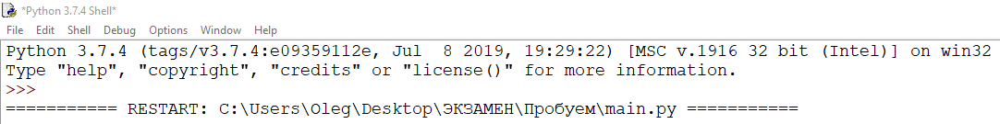 *Python 3.7.4 Shell*
File Edit Shell Debug Options Window Help
Python 3.7.4 (tags/v3.7.4:e09359112e, Jul  8 2019, 19:29:22) [MSC v.1916 32 bit (Intel)] on win32
Type "help", "copyright", "credits" or "license()" for more information.
>>>
=========== RESTART: C:\Users\Oleg\Desktop\ЭКЗАМЕН\Пробуем\main.py ===========